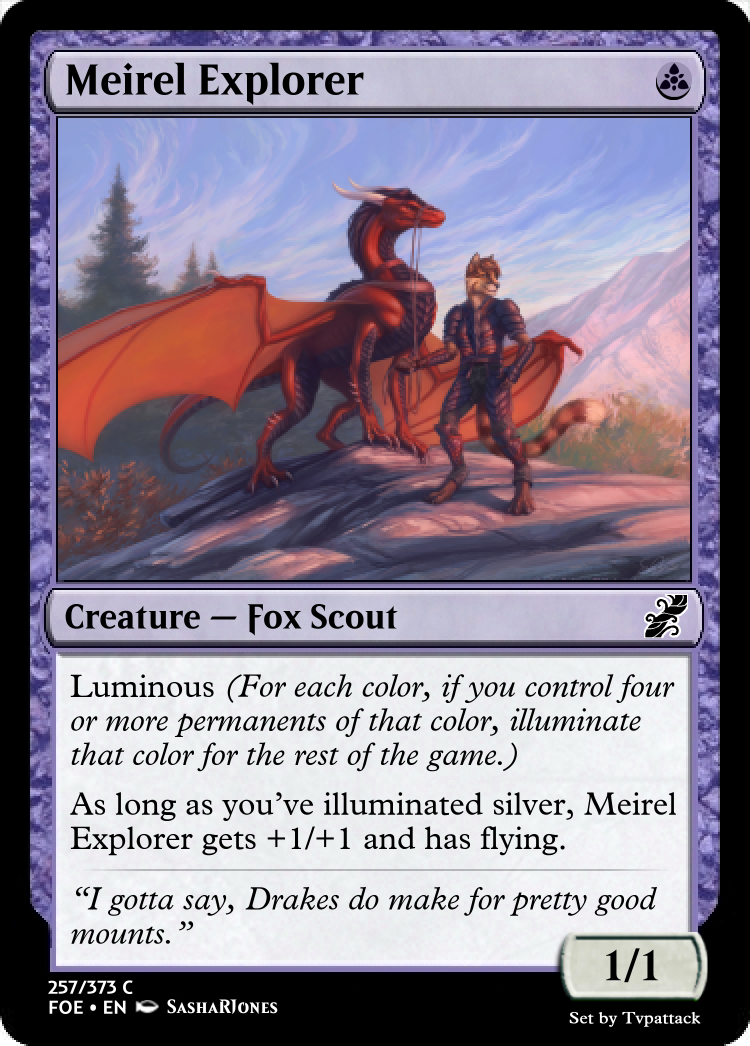 Meirel Explorer
Creature — Fox Scout
Luminous (For each color, if you control four
or more permanents of that color, illuminate
that color for the rest of the game.)
As long as you’ve illuminated silver, Meirel
Explorer gets +1/+1 and has flying.
“I gotta say, Drakes do make for pretty good
mounts.”
1/1
257/373 C
FOE • EN SashaRJones
Set by Tvpattack